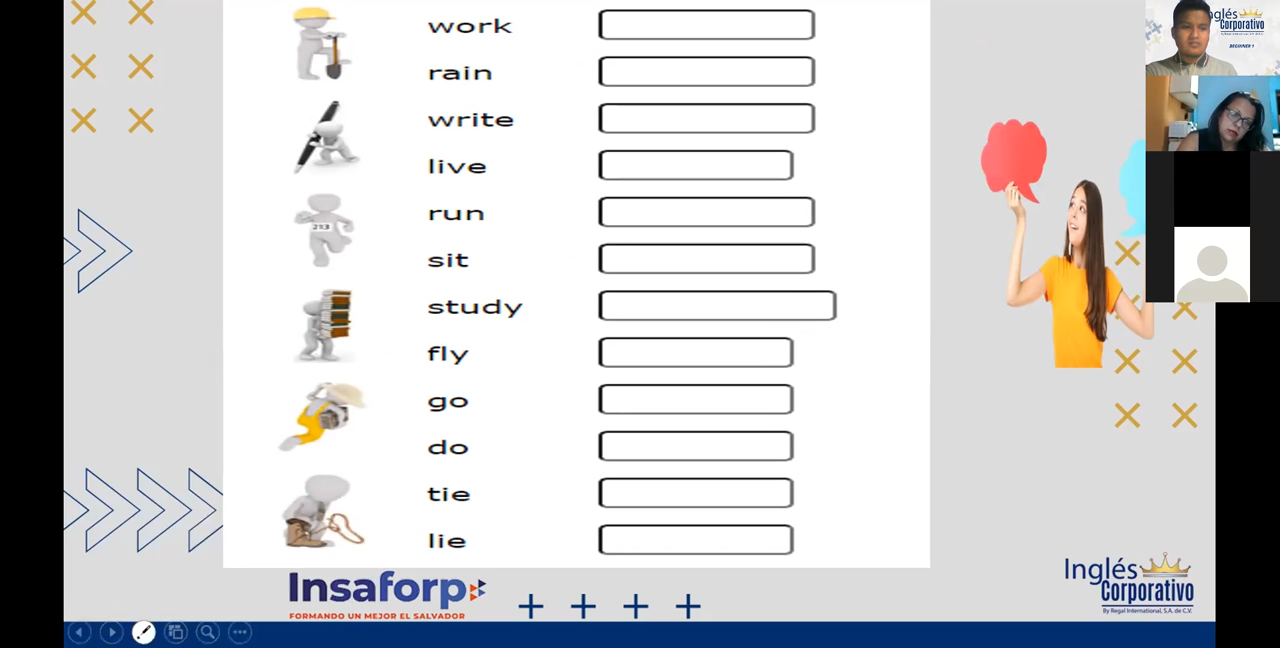 work
rain
write
live
run
213
sit
study
fly
go
do
tie
lie
Insaforp
FORMANDO UN MEJOR EL SALVADOR
Inglés
Corporativo
By Regal International, S.A. de C.V.
Inglés
Corporativo
BEGINNER 1